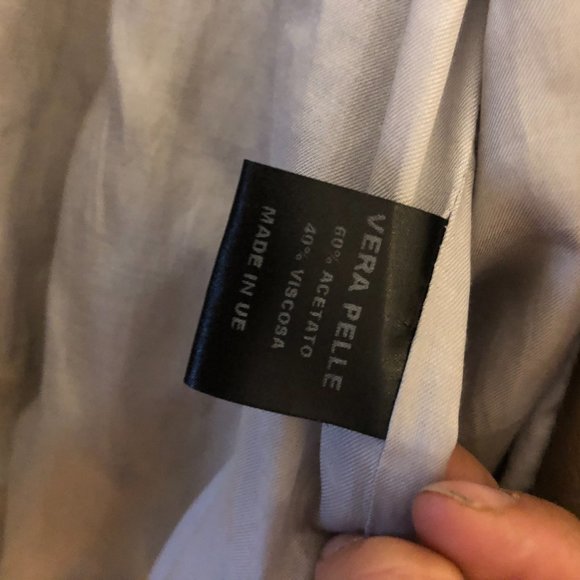 VERA PELLE
60% ACETATO
40% VISCOSA
MADE IN UE